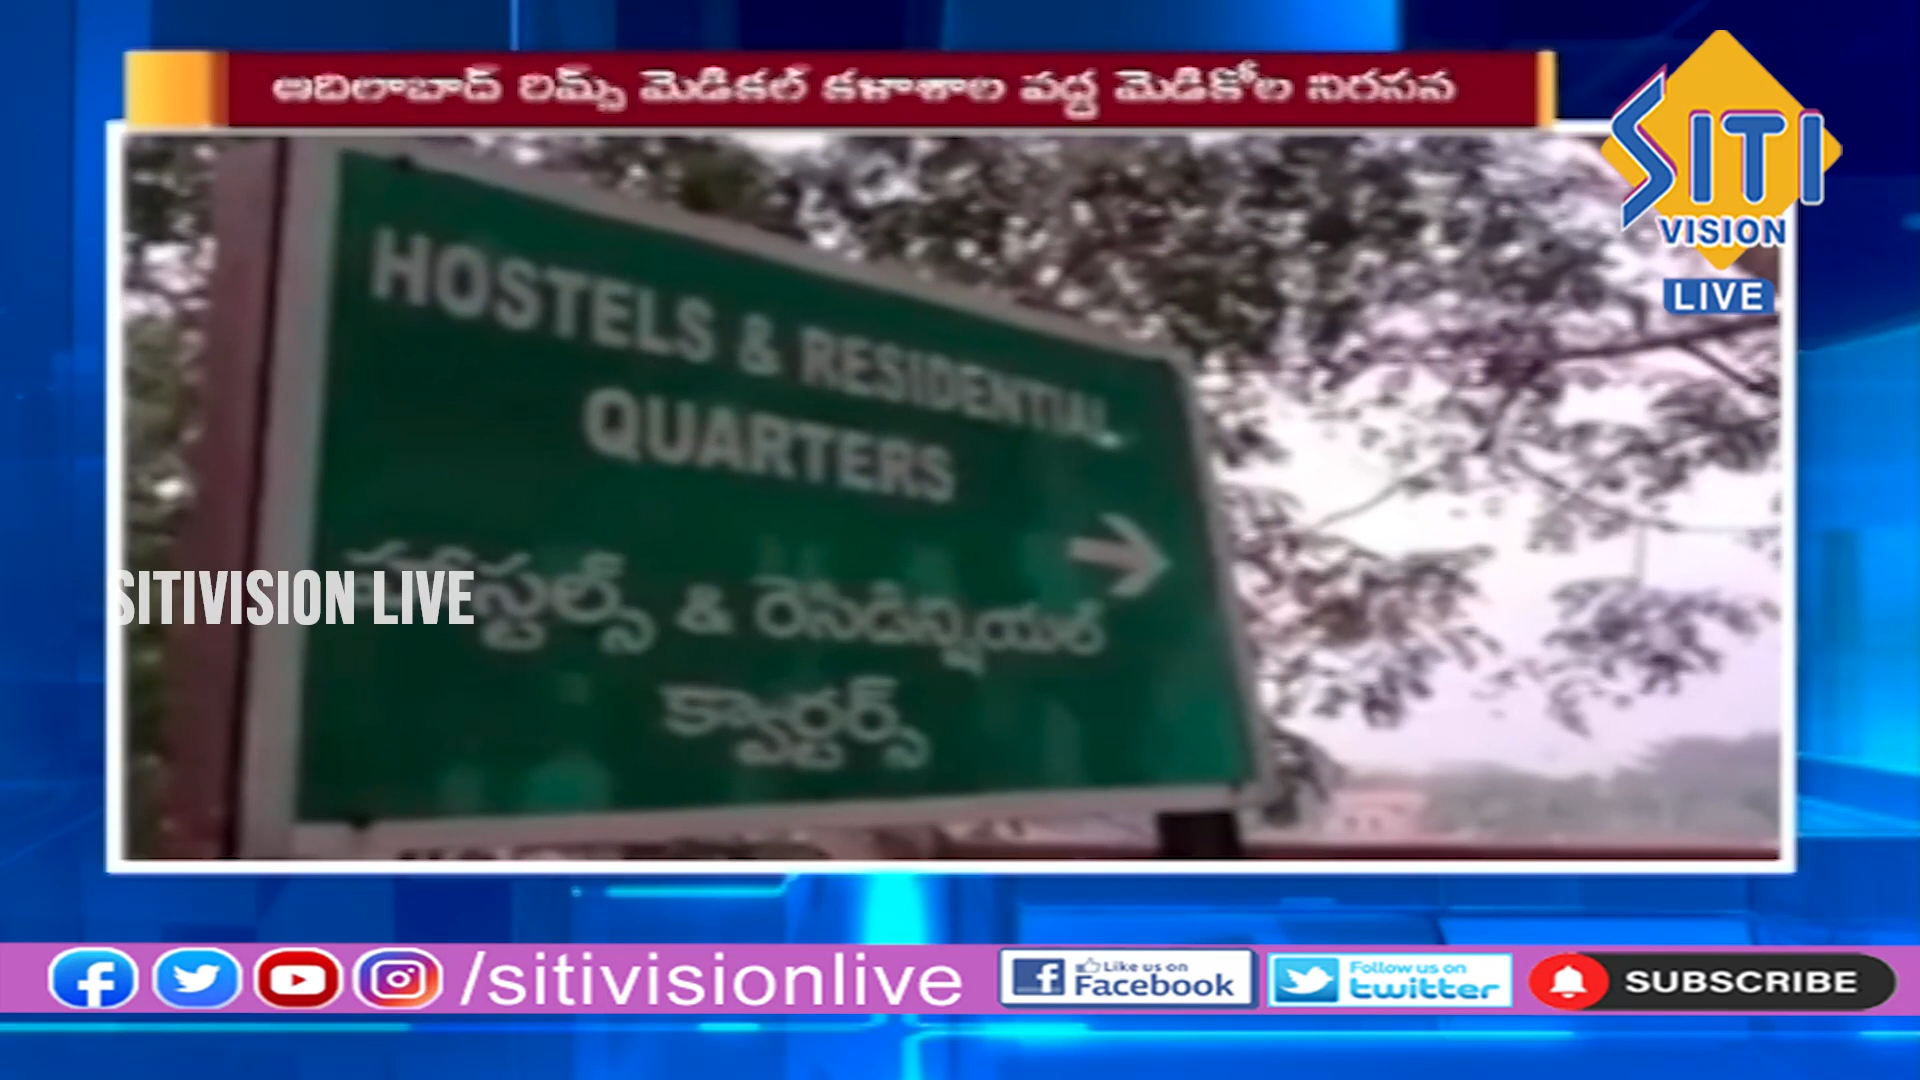 అదిలాబాద్ రిమ్స్ మెడికల్ కళాశాల వద్ద మెడికోల నిరసన
SITI
VISION
LIVE
HOSTELS & RESIDENTIAL
QUARTERS
హాస్టల్స్ & రెసిడిన్షియల్
క్వార్టర్స్
SITIVISION LIVE
/sitivisionlive
Like us on
Facebook
Follow us on
twitter
SUBSCRIBE